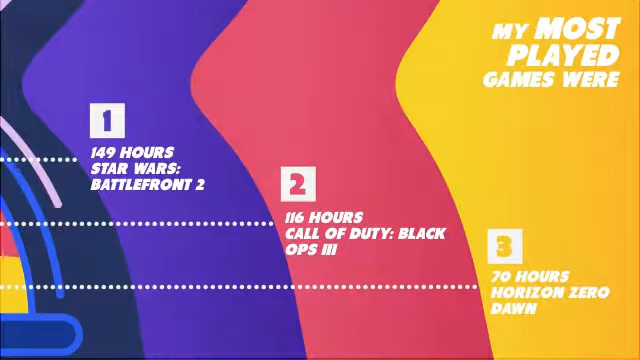 MY MOST
PLAYED
GAMES WERE
1
149 HOURS
STAR WARS:
BATTLEFRONT 2
2
116 HOURS
CALL OF DUTY: BLACK
OPS III
3
70 HOURS
HORIZON ZERO
DAWN